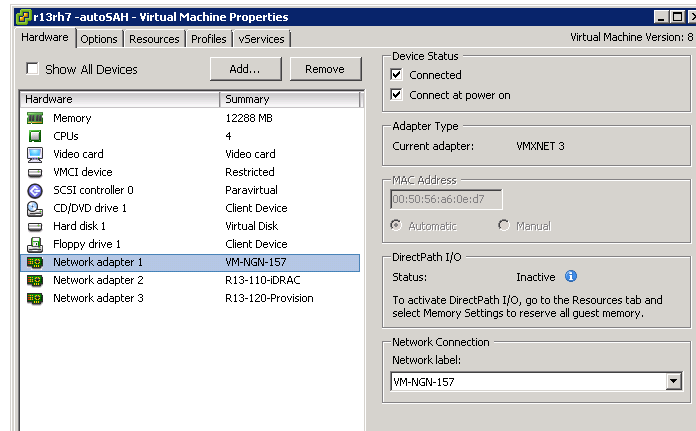 r13rh7 -autoSAH - Virtual Machine Properties
Hardware Options Resources Profiles vServices Virtual Machine Version: 8
Show All Devices Add... Remove
Hardware Summary
Memory 12288 MB
CPUs 4
Video card Video card
VMCI device Restricted
SCSI controller 0 Paravirtual
CD/DVD drive 1 Client Device
Hard disk 1 Virtual Disk
Floppy drive 1 Client Device
Network adapter 1 VM-NGN-157
Network adapter 2 R13-110-iDRAC
Network adapter 3 R13-120-Provision
Device Status
Connected
Connect at power on
Adapter Type
Current adapter: VMXNET 3
MAC Address
00:50:56:a6:0e:d7
Automatic Manual
DirectPath I/O
Status: Inactive
To activate DirectPath I/O, go to the Resources tab and
select Memory Settings to reserve all guest memory.
Network Connection
Network label:
VM-NGN-157